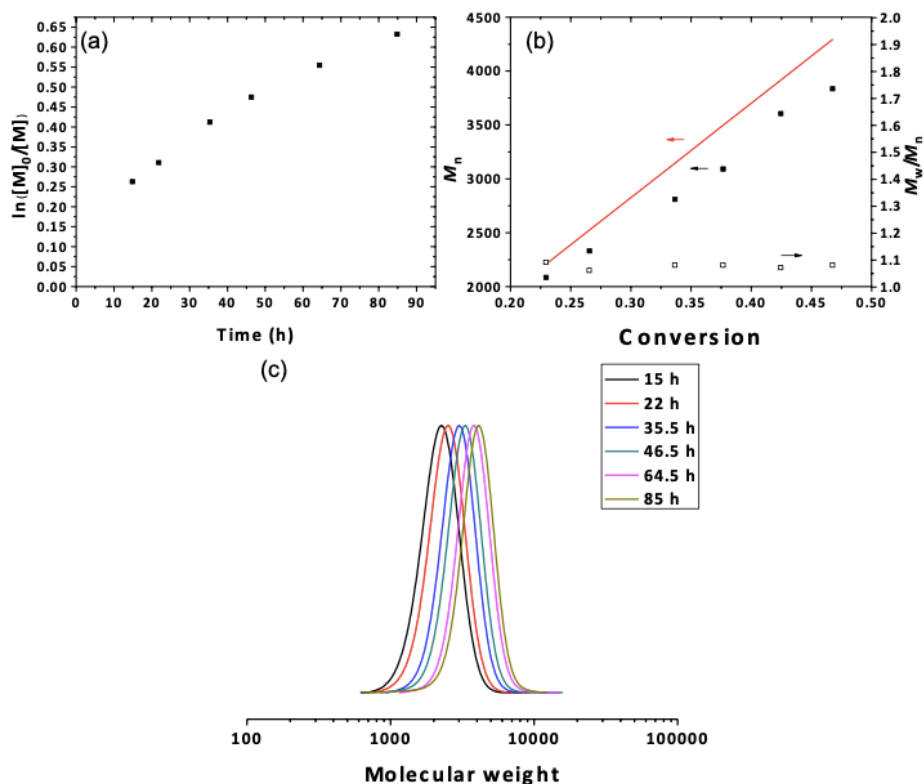 (a)
0.65
0.60
0.55
0.50
0.45
0.40
0.35
0.30
0.25
0.20
0.15
0.10
0.05
0.00
ln([M]0/[M])
0 10 20 30 40 50 60 70 80 90
Time (h)
(b)
4500
4000
3500
3000
2500
2000
Mn
2.0
1.9
1.8
1.7
1.6
1.5
1.4
1.3
1.2
1.1
1.0
Mw/Mn
0.20 0.25 0.30 0.35 0.40 0.45 0.50
Conversion
(c)
15 h
22 h
35.5 h
46.5 h
64.5 h
85 h
100 1000 10000 100000
Molecular weight